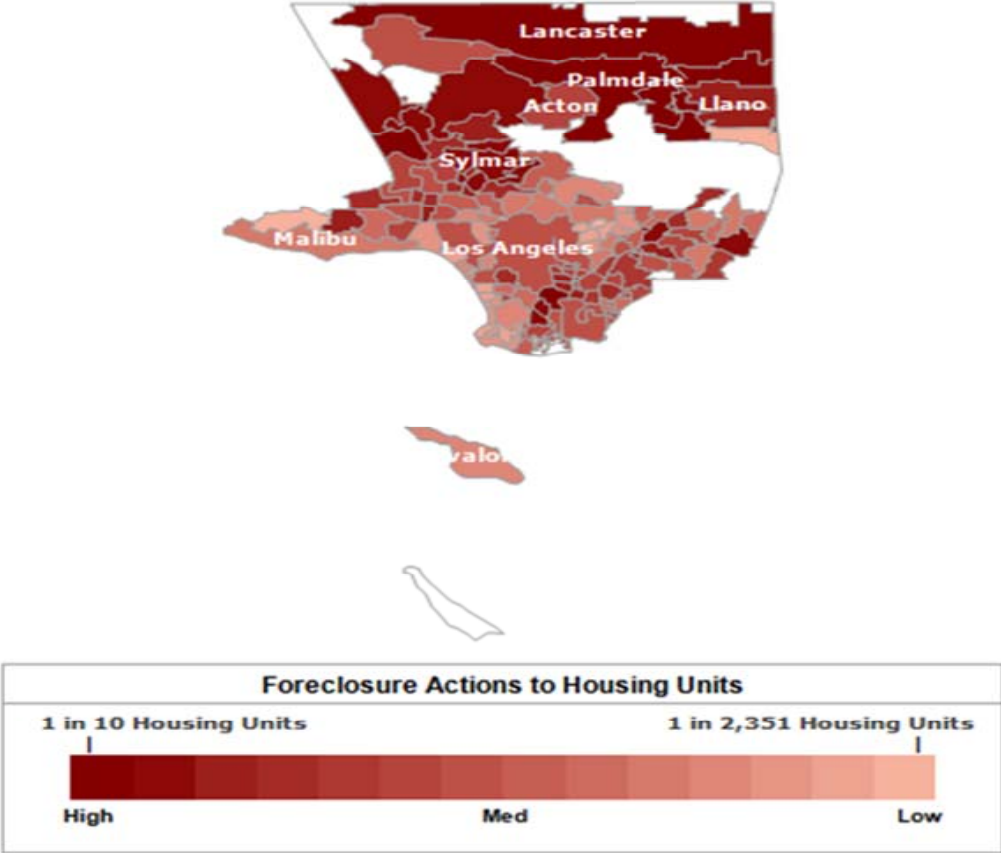 Lancaster
Palmdale
Acton
Llano
Sylmar
Malibu
Los Angeles
valo
Foreclosure Actions to Housing Units
1 in 10 Housing Units
1 in 2,351 Housing Units
High
Med
Low